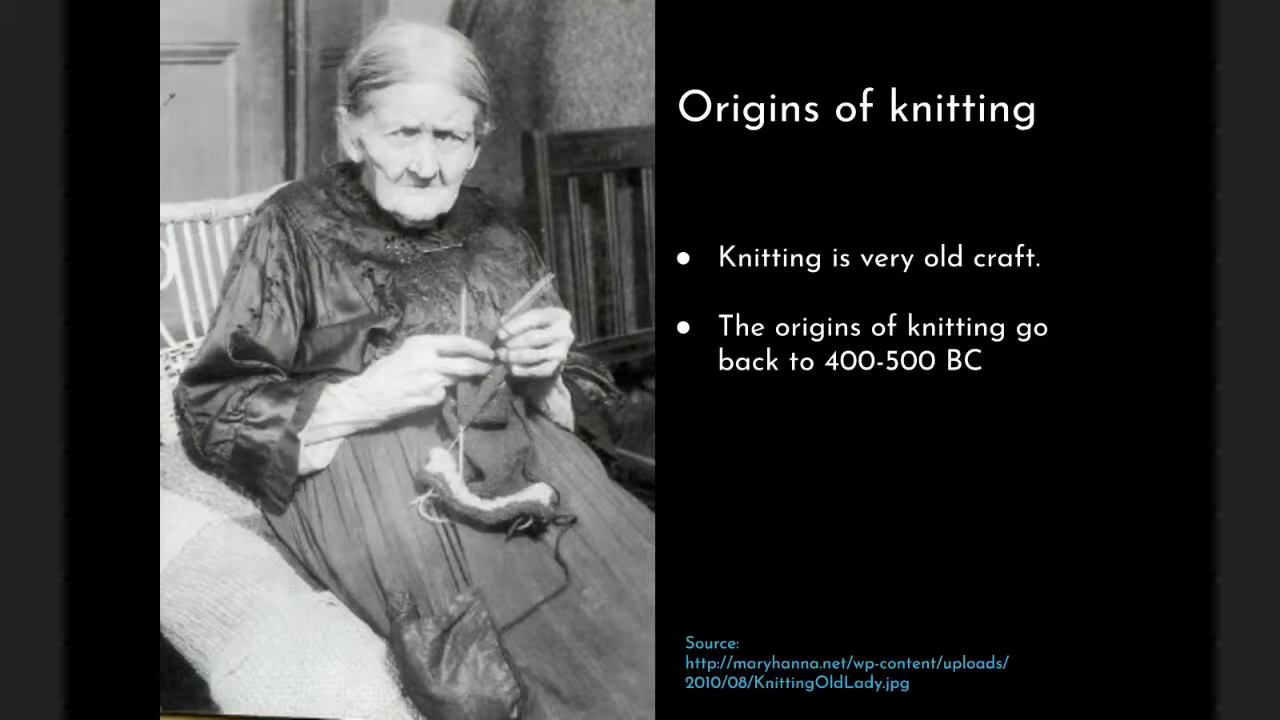 Origins of knitting
● Knitting is very old craft.
● The origins of knitting go
back to 400-500 BC
Source:
http://maryhanna.net/wp-content/uploads/
2010/08/KnittingOldLady.jpg